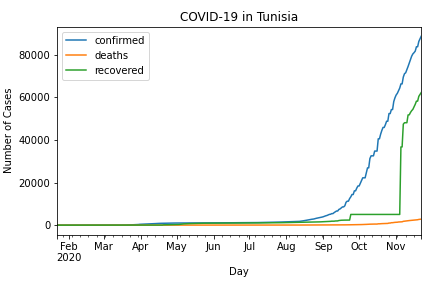 COVID-19 in Tunisia
confirmed
deaths
recovered
Number of Cases
80000
60000
40000
20000
0
Feb Mar Apr May Jun Jul Aug Sep Oct Nov
2020
Day